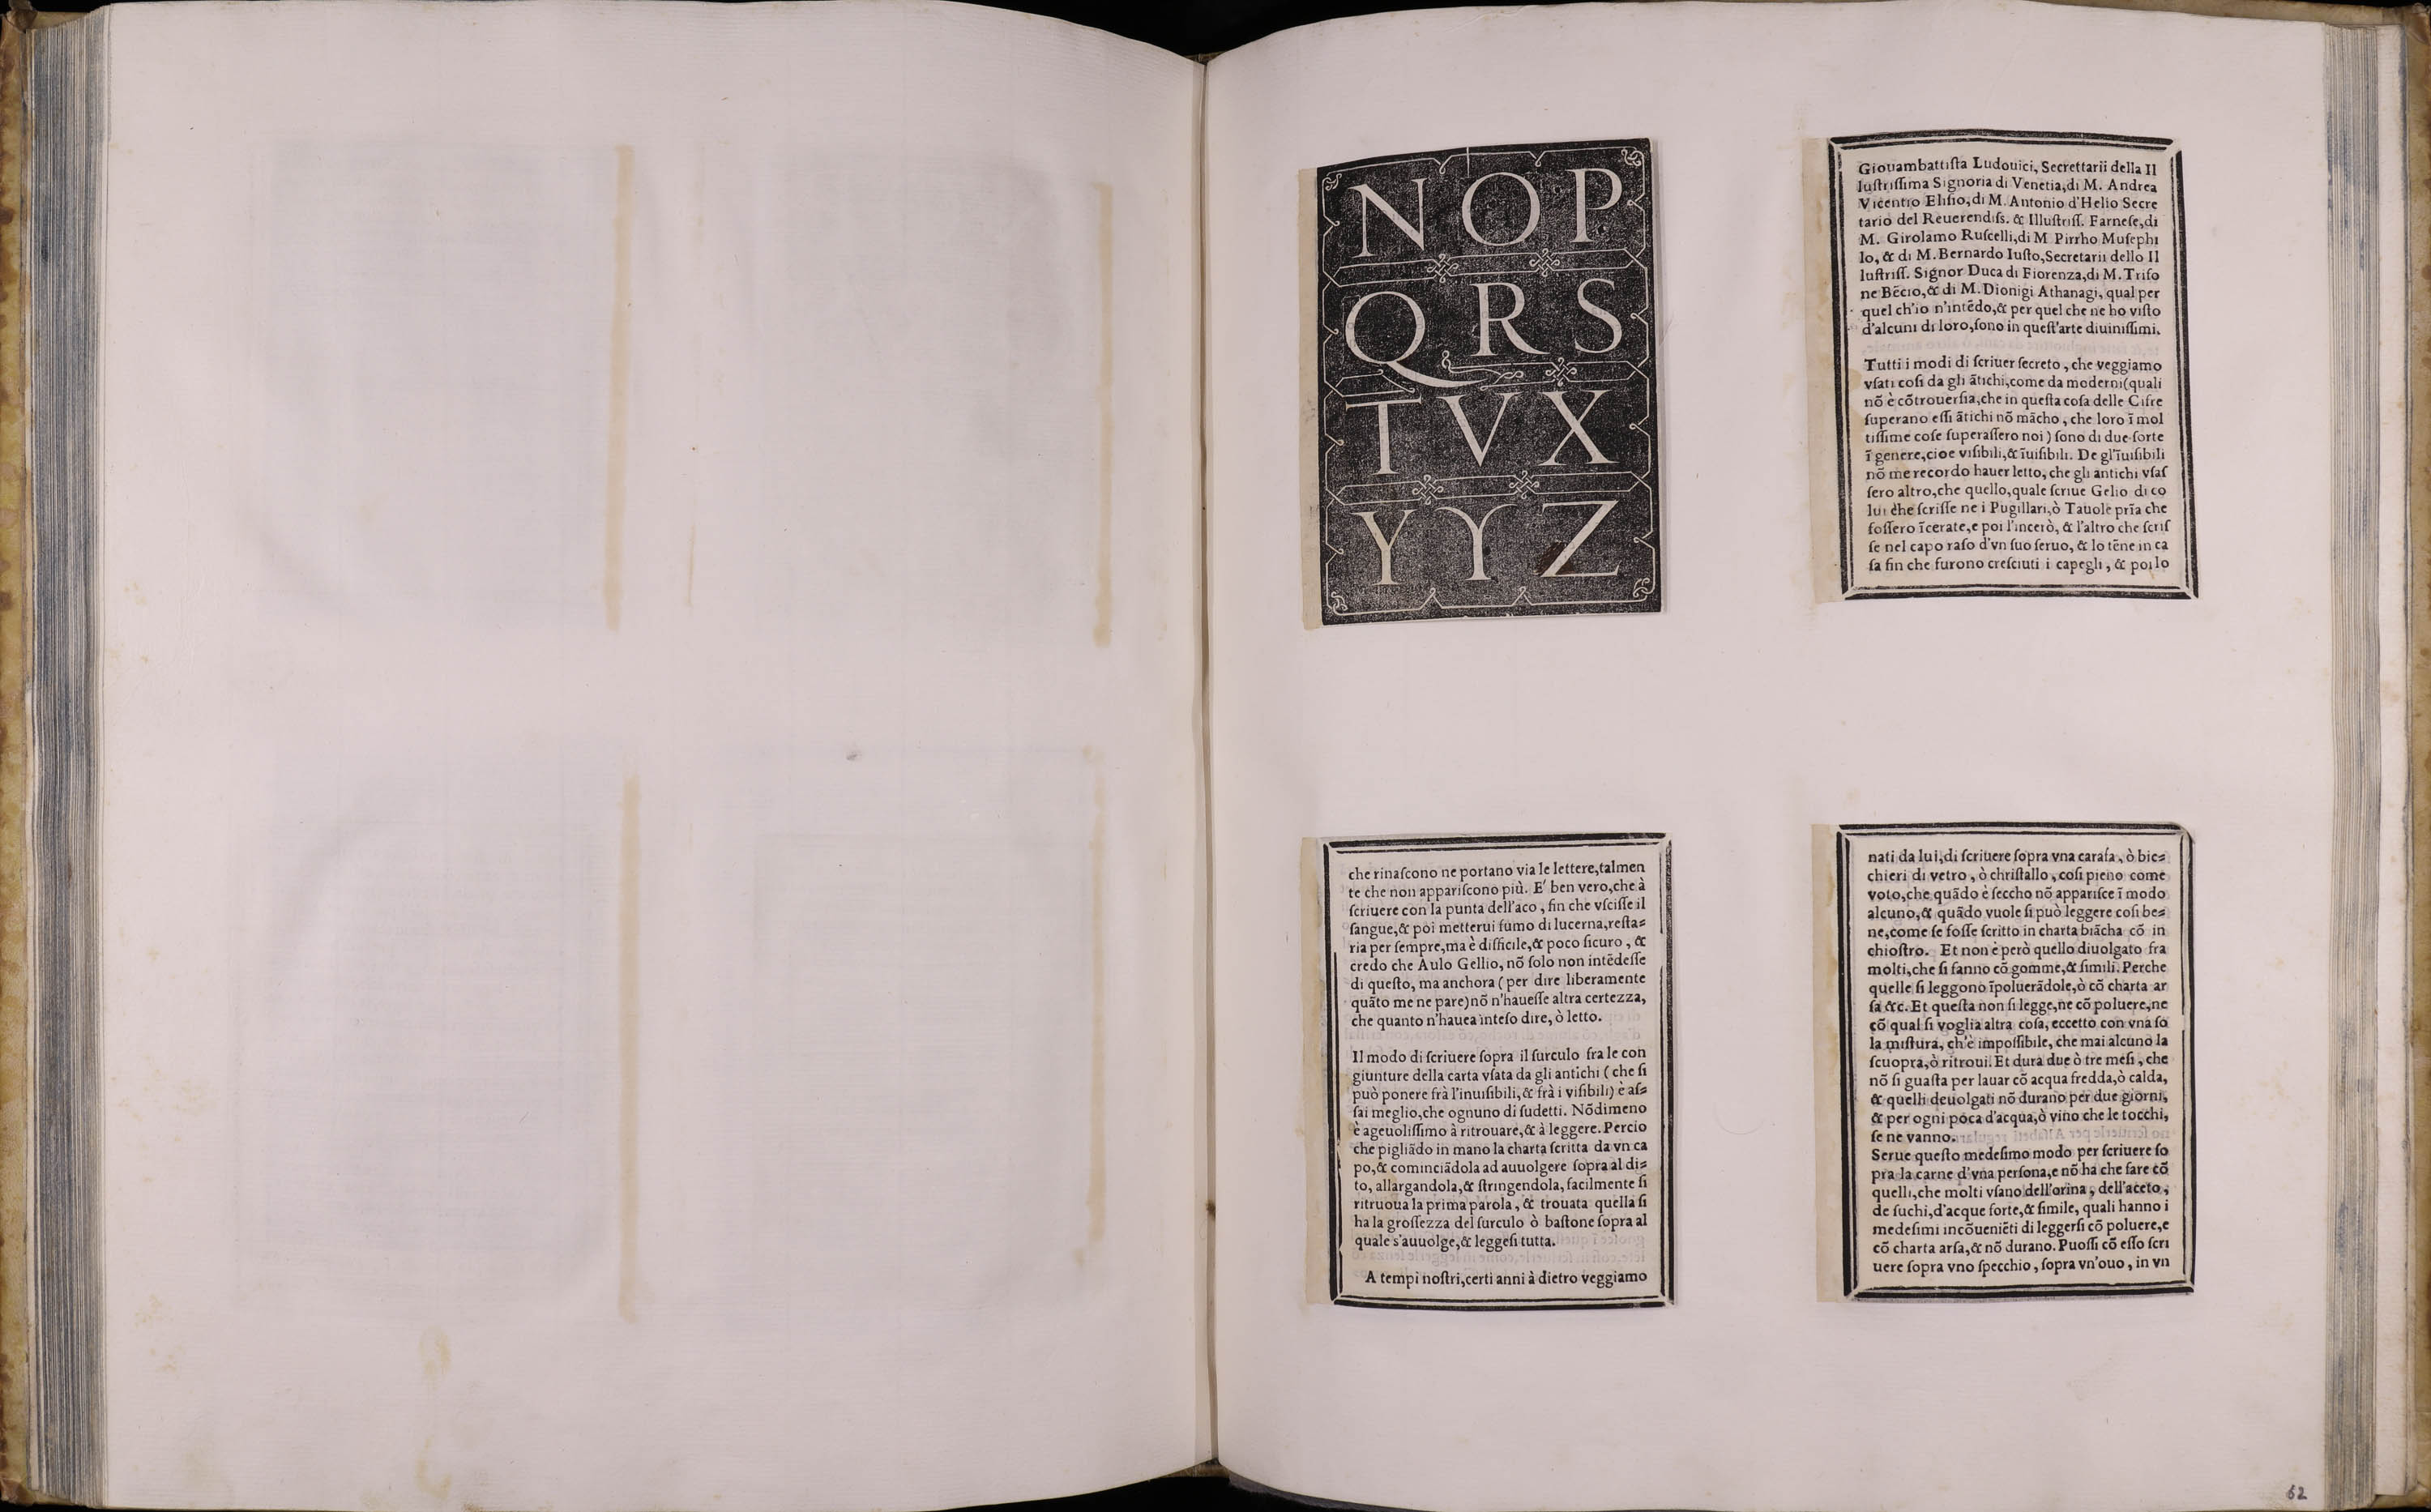 N O P
Q R S
T V X
Y Y Z
Giouambattiſta Ludouici, Secrettarii della Il
luſtriſſima Signoria di Venetia, di M. Andrea
Vicentio Eliſio, di M. Antonio d'Helio Secre
tario del Reuerendiſs. & Illuſtriſſ. Farneſe, di
M. Girolamo Ruſcelli, di M Pirrho Muſephi
lo, & di M. Bernardo Iuſto, Secretarii dello Il
luſtriſſ. Signor Duca di Fiorenza, di M. Trifo
ne Bẽcio, & di M. Dionigi Athanagi, qual per
quel ch'io n'intẽdo, & per quel che ne ho viſto
d'alcuni di loro, ſono in queſt'arte diuiniſſimi.
Tutti i modi di ſcriuer ſecreto, che veggiamo
vſati coſi da gli ãtichi, come da moderni (quali
nõ è cõtrouerſia, che in queſta coſa delle Cifre
ſuperano eſſi ãtichi nõ mãcho, che loro ĩ mol
tiſſime coſe ſuperaſſero noi) ſono di due ſorte
ĩ genere, cioe viſibili, & ĩuiſibili. De gl'ĩuiſibili
nõ me recordo hauer letto, che gli antichi vſaſ
ſero altro, che quello, quale ſcriue Gelio di co
lui che ſcriſſe ne i Pugillari, ò Tauole prĩa che
foſſero ĩcerate, e poi l'incerò, & l'altro che ſcriſ
ſe nel capo raſo d'vn ſuo ſeruo, & lo tẽne in ca
ſa fin che furono creſciuti i capegli, & poi lo
che rinaſcono ne portano via le lettere, talmen
te che non appariſcono più. E' ben vero, che à
ſcriuere con la punta dell'aco, fin che vſciſſe il
ſangue, & poi metterui fumo di lucerna, reſta=
ria per ſempre, ma è difficile, & poco ſicuro, &
credo che Aulo Gellio, nõ ſolo non intẽdeſſe
di queſto, ma anchora (per dire liberamente
quãto me ne pare) nõ n'haueſſe altra certezza,
che quanto n'hauea inteſo dire, ò letto.
Il modo di ſcriuere ſopra il ſurculo fra le con
giunture della carta vſata da gli antichi (che ſi
può ponere frà l'inuiſibili, & frà i viſibili) è aſ=
ſai meglio, che ognuno di ſudetti. Nõdimeno
è ageuoliſſimo à ritrouare, & à leggere. Percio
che pigliãdo in mano la charta ſcritta da vn ca
po, & cominciãdola ad auuolgere ſopra al di=
to, allargandola, & ſtringendola, facilmente ſi
ritruoua la prima parola, & trouata quella ſi
ha la groſſezza del ſurculo ò baſtone ſopra al
quale s'auuolge, & leggeſi tutta.
A tempi noſtri, certi anni à dietro veggiamo
nati da lui, di ſcriuere ſopra vna carafa, ò bic=
chieri di vetro, ò chriſtallo, coſi pieno come
voto, che quãdo è ſeccho nõ appariſce ĩ modo
alcuno, & quãdo vuole ſi può leggere coſi be=
ne, come ſe foſſe ſcritto in charta biãcha cõ in
chioſtro. Et non è però quello diuolgato fra
molti, che ſi fanno cõ gomme, & ſimili. Perche
quelle ſi leggono ĩpoluerãdole, ò cõ charta ar
ſa &c. Et queſta non ſi legge, ne cõ poluere, ne
cõ qual ſi voglia altra coſa, eccetto con vna ſo
la miſtura, ch'è impoſſibile, che mai alcuno la
ſcuopra, ò ritroui. Et dura due ò tre meſi, che
nõ ſi guaſta per lauar cõ acqua fredda, ò calda,
& quelli deuolgati nõ durano per due giorni,
& per ogni poca d'acqua, ò vino che le tocchi,
ſe ne vanno.
Serue queſto medeſimo modo per ſcriuere ſo
pra la carne d'vna perſona, e nõ ha che fare cõ
quelli, che molti vſano dell'orina, dell'aceto,
de ſuchi, d'acque forte, & ſimile, quali hanno i
medeſimi incõueniẽti di leggerſi cõ poluere, e
cõ charta arſa, & nõ durano. Puoſſi cõ eſſo ſcri
uere ſopra vno ſpecchio, ſopra vn'ouo, in vn
62